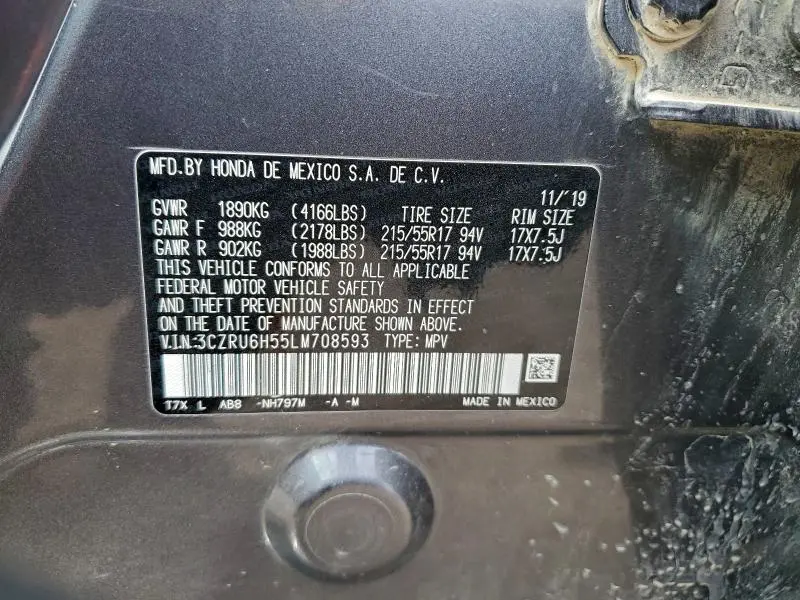 MFD.BY HONDA DE MEXICO S.A. DE C.V.
11/'19
GVWR 1890KG (4166LBS) TIRE SIZE RIM SIZE
GAWR F 988KG (2178LBS) 215/55R17 94V 17X7.5J
GAWR R 902KG (1988LBS) 215/55R17 94V 17X7.5J
THIS VEHICLE CONFORMS TO ALL APPLICABLE
FEDERAL MOTOR VEHICLE SAFETY
AND THEFT PREVENTION STANDARDS IN EFFECT
ON THE DATE OF MANUFACTURE SHOWN ABOVE.
V.I.N.:3CZRU6H55LM708593 TYPE: MPV
T7X L AB8 -NH797M -A -M MADE IN MEXICO